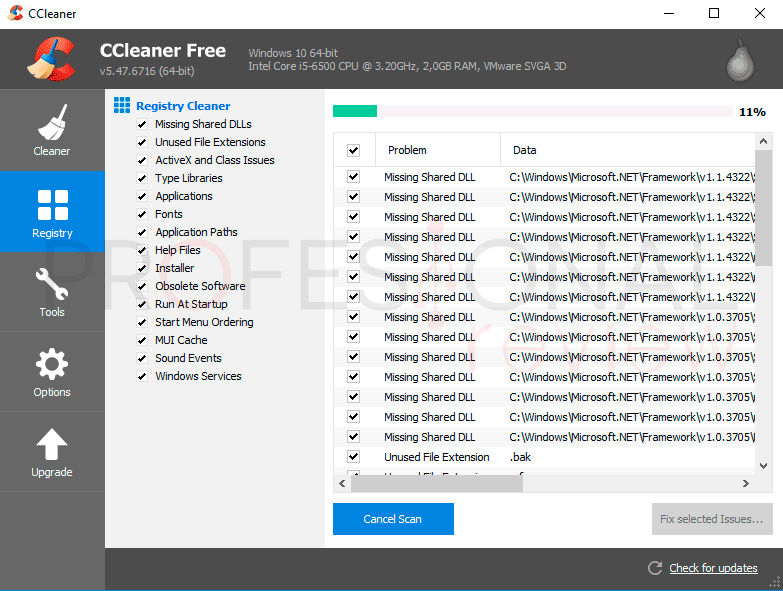 CCleaner
CCleaner Free
v5.47.6716 (64-bit)
Windows 10 64-bit
Intel Core i5-6500 CPU @ 3.20GHz, 2,0GB RAM, VMware SVGA 3D
Cleaner
Registry
Tools
Options
Upgrade
Registry Cleaner
Missing Shared DLLs
Unused File Extensions
ActiveX and Class Issues
Type Libraries
Applications
Fonts
Application Paths
Help Files
Installer
Obsolete Software
Run At Startup
Start Menu Ordering
MUI Cache
Sound Events
Windows Services
11%
Problem Data
Missing Shared DLL C:\Windows\Microsoft.NET\Framework\v1.1.4322\
Missing Shared DLL C:\Windows\Microsoft.NET\Framework\v1.1.4322\
Missing Shared DLL C:\Windows\Microsoft.NET\Framework\v1.1.4322\
Missing Shared DLL C:\Windows\Microsoft.NET\Framework\v1.1.4322\
Missing Shared DLL C:\Windows\Microsoft.NET\Framework\v1.1.4322\
Missing Shared DLL C:\Windows\Microsoft.NET\Framework\v1.1.4322\
Missing Shared DLL C:\Windows\Microsoft.NET\Framework\v1.1.4322\
Missing Shared DLL C:\Windows\Microsoft.NET\Framework\v1.0.3705\
Missing Shared DLL C:\Windows\Microsoft.NET\Framework\v1.0.3705\
Missing Shared DLL C:\Windows\Microsoft.NET\Framework\v1.0.3705\
Missing Shared DLL C:\Windows\Microsoft.NET\Framework\v1.0.3705\
Missing Shared DLL C:\Windows\Microsoft.NET\Framework\v1.0.3705\
Missing Shared DLL C:\Windows\Microsoft.NET\Framework\v1.0.3705\
Missing Shared DLL C:\Windows\Microsoft.NET\Framework\v1.0.3705\
Unused File Extension .bak
Cancel Scan
Fix selected Issues...
Check for updates
PROFESIONAL
review